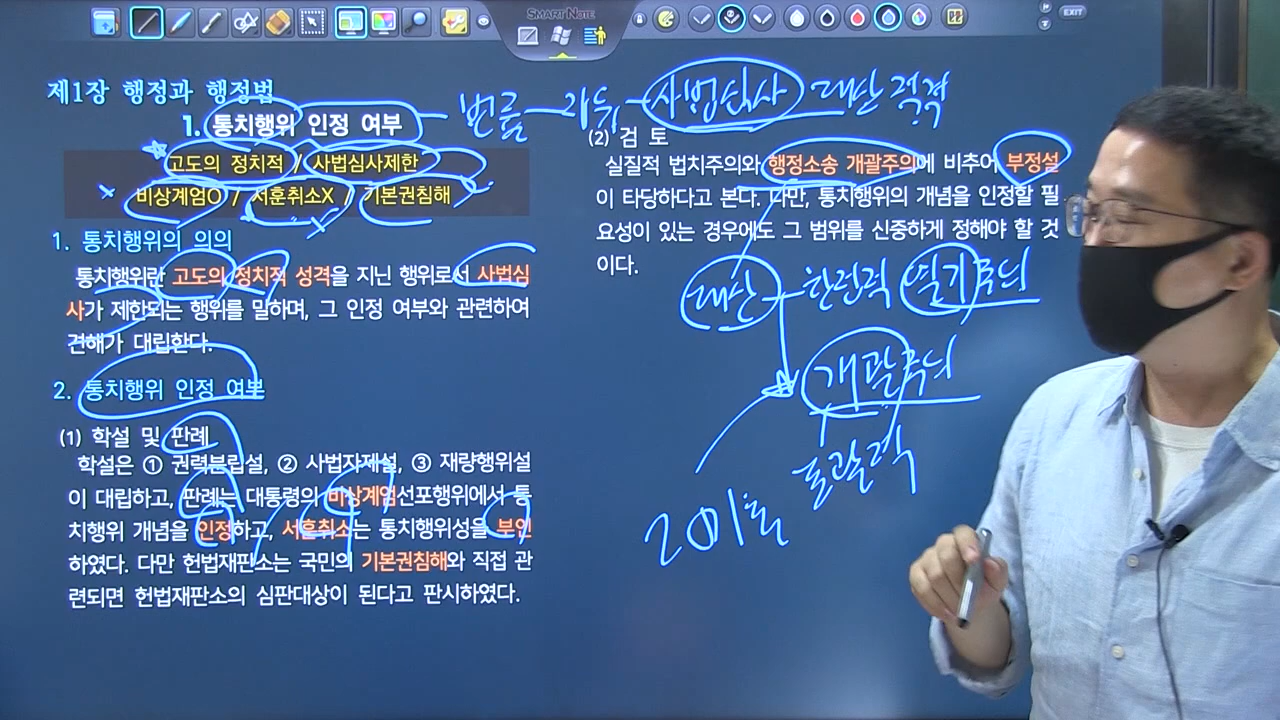 SMART NOTE
EXIT
제1장 행정과 행정법
1. 통치행위 인정 여부
고도의 정치적 / 사법심사제한
비상계엄O / 서훈취소X / 기본권침해
1. 통치행위의 의의
통치행위란 고도의 정치적 성격을 지닌 행위로서 사법심
사가 제한되는 행위를 말하며, 그 인정 여부와 관련하여
견해가 대립한다.
2. 통치행위 인정 여부
(1) 학설 및 판례
학설은 ① 권력분립설, ② 사법자제설, ③ 재량행위설
이 대립하고, 판례는 대통령의 비상계엄선포행위에서 통
치행위 개념을 인정하고, 서훈취소는 통치행위성을 부인
하였다. 다만 헌법재판소는 국민의 기본권침해와 직접 관
련되면 헌법재판소의 심판대상이 된다고 판시하였다.
사법심사 대상적격
(2) 검 토
실질적 법치주의와 행정소송 개괄주의에 비추어 부정설
이 타당하다고 본다. 다만, 통치행위의 개념을 인정할 필
요성이 있는 경우에도 그 범위를 신중하게 정해야 할 것
이다.
대상 한정적 열기주의
개괄주의
포괄적